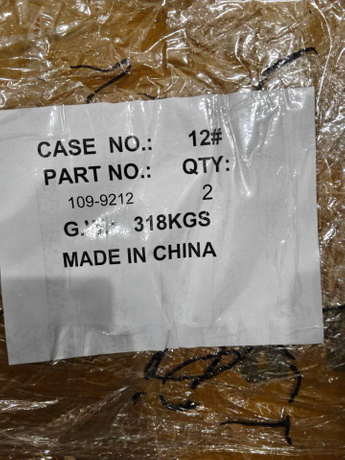 CASE NO.: 12#
PART NO.: QTY:
109-9212 2
G.W.: 318KGS
MADE IN CHINA